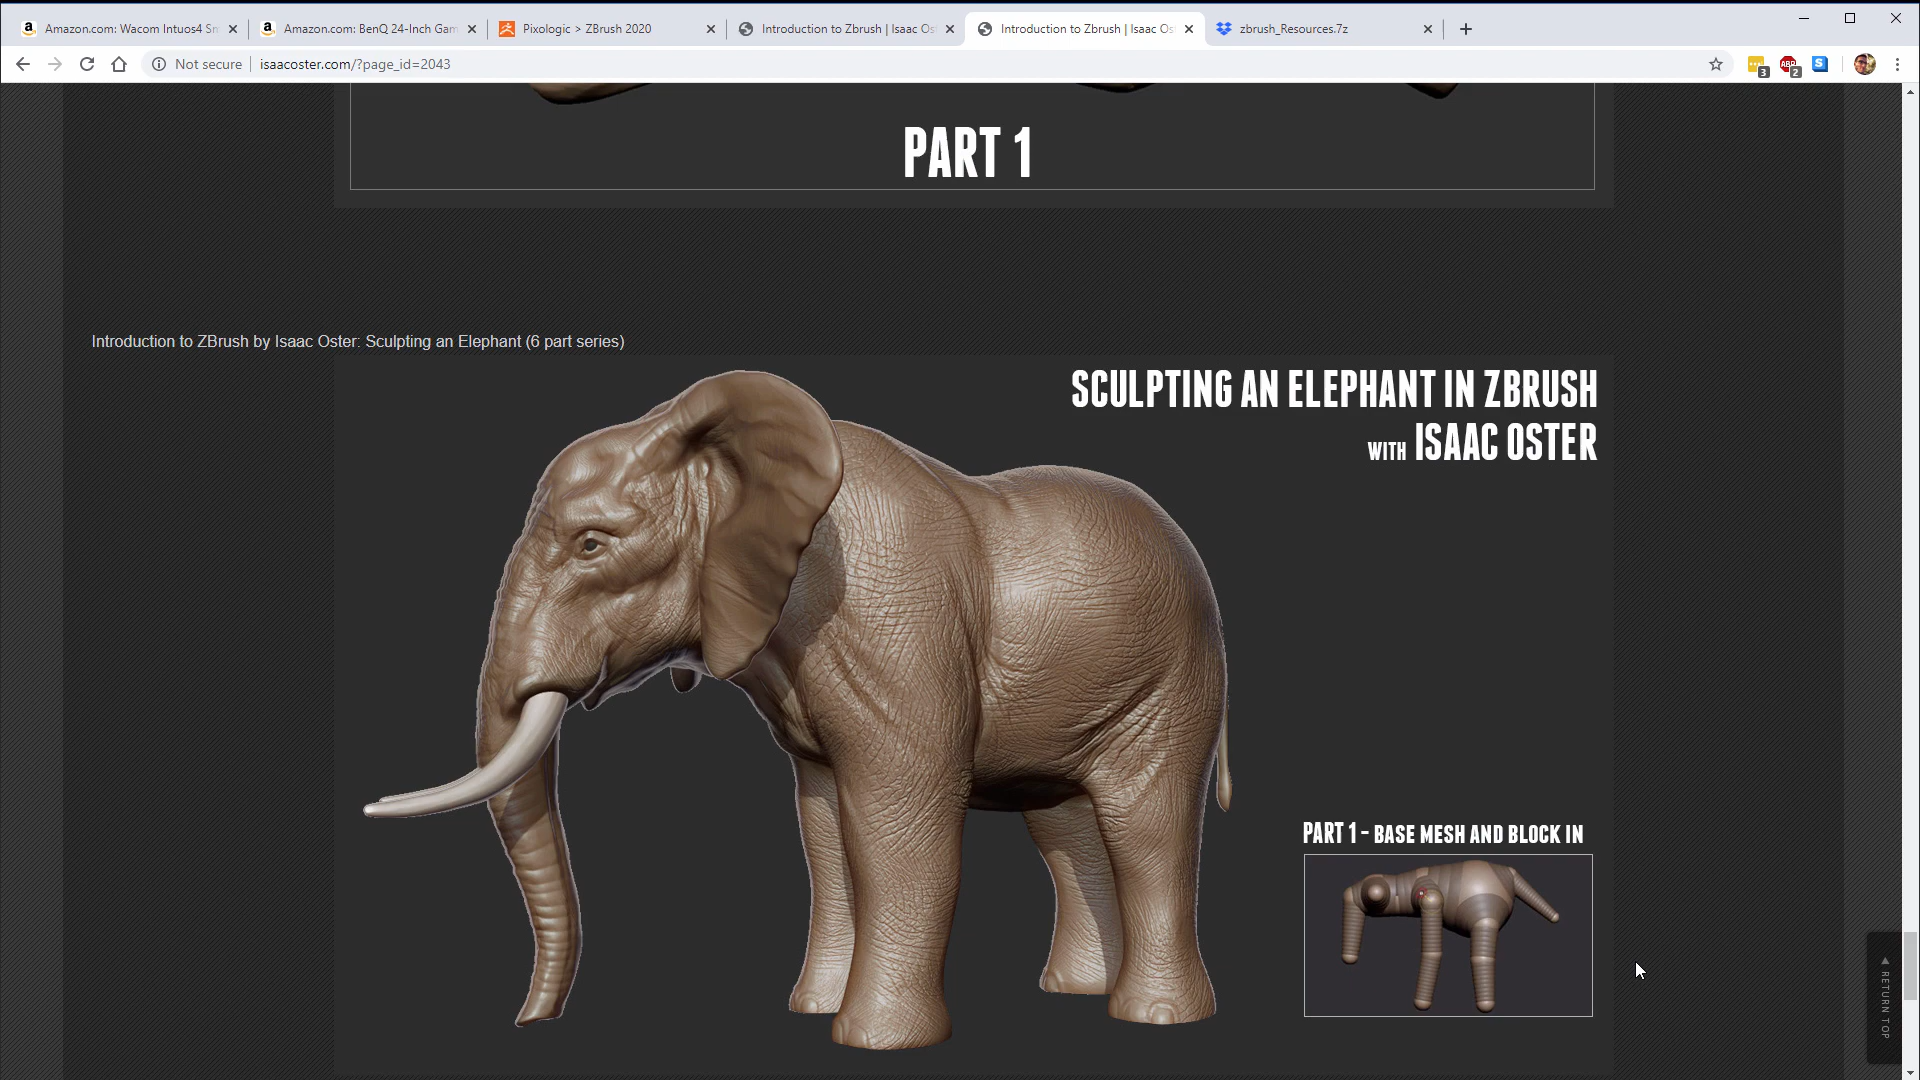 Amazon.com: Wacom Intuos4 Sm
Amazon.com: BenQ 24-Inch Gam
Pixologic > ZBrush 2020
Introduction to Zbrush | Isaac Os
Introduction to Zbrush | Isaac Os
zbrush_Resources.7z
Not secure
isaacoster.com/?page_id=2043
3
ABP
2
S
PART 1
Introduction to ZBrush by Isaac Oster: Sculpting an Elephant (6 part series)
SCULPTING AN ELEPHANT IN ZBRUSH
WITH ISAAC OSTER
PART 1 - BASE MESH AND BLOCK IN
RETURN TOP